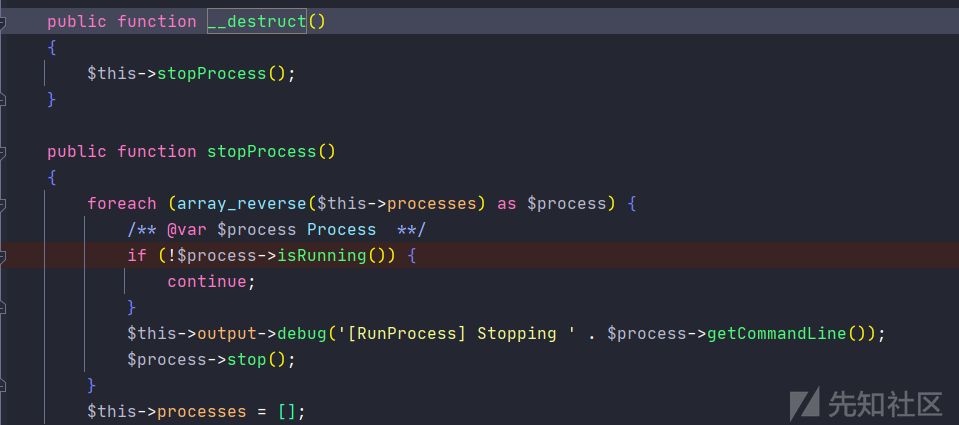 public function __destruct()
{
    $this->stopProcess();
}
public function stopProcess()
{
    foreach (array_reverse($this->processes) as $process) {
        /** @var $process Process  **/
        if (!$process->isRunning()) {
            continue;
        }
        $this->output->debug('[RunProcess] Stopping ' . $process->getCommandLine());
        $process->stop();
    }
    $this->processes = [];
先知社区